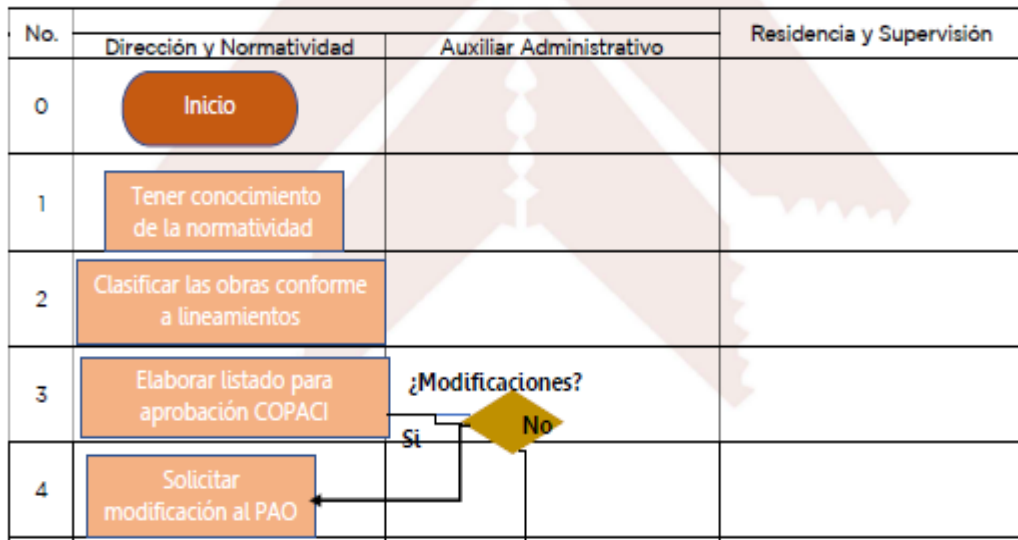 No.
Dirección y Normatividad
Auxiliar Administrativo
Residencia y Supervisión
0
Inicio
1
Tener conocimiento
de la normatividad
2
Clasificar las obras conforme
a lineamientos
3
Elaborar listado para
aprobación COPACI
¿Modificaciones?
No
Si
4
Solicitar
modificación al PAO